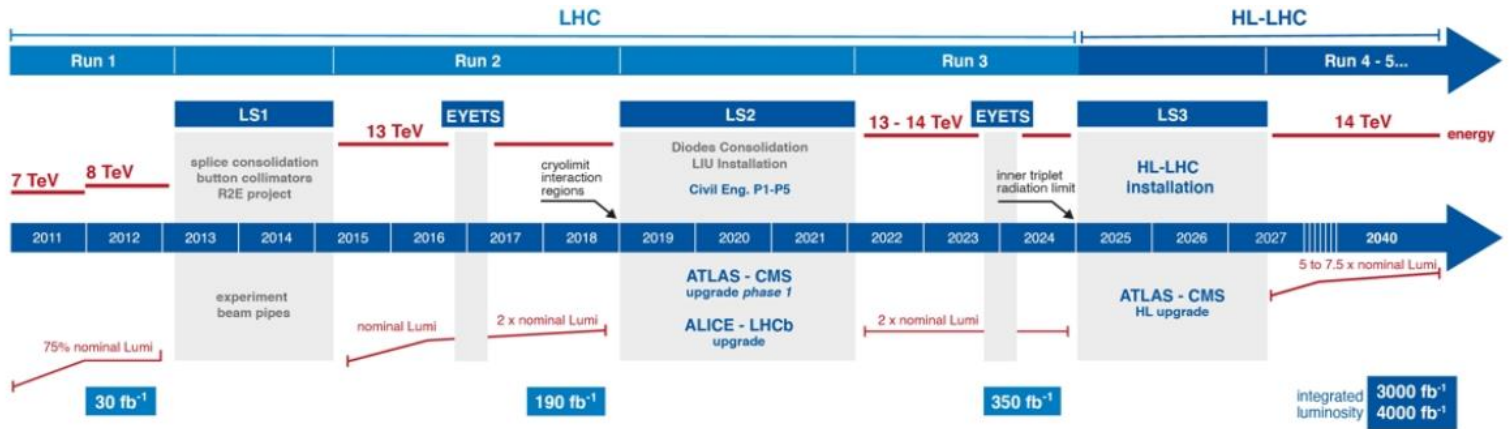 LHC
HL-LHC
Run 1
Run 2
Run 3
Run 4 - 5...
LS1
EYETS
LS2
EYETS
LS3
13 TeV
13 - 14 TeV
14 TeV
energy
7 TeV
8 TeV
splice consolidation
button collimators
R2E project
cryolimit
interaction
regions
Diodes Consolidation
LIU Installation
Civil Eng. P1-P5
inner triplet
radiation limit
HL-LHC
installation
2011
2012
2013
2014
2015
2016
2017
2018
2019
2020
2021
2022
2023
2024
2025
2026
2027
2040
5 to 7.5 x nominal Lumi
experiment
beam pipes
ATLAS - CMS
upgrade phase 1
ALICE - LHCb
upgrade
ATLAS - CMS
HL upgrade
75% nominal Lumi
nominal Lumi
2 x nominal Lumi
2 x nominal Lumi
30 fb⁻¹
190 fb⁻¹
350 fb⁻¹
integrated
luminosity
3000 fb⁻¹
4000 fb⁻¹